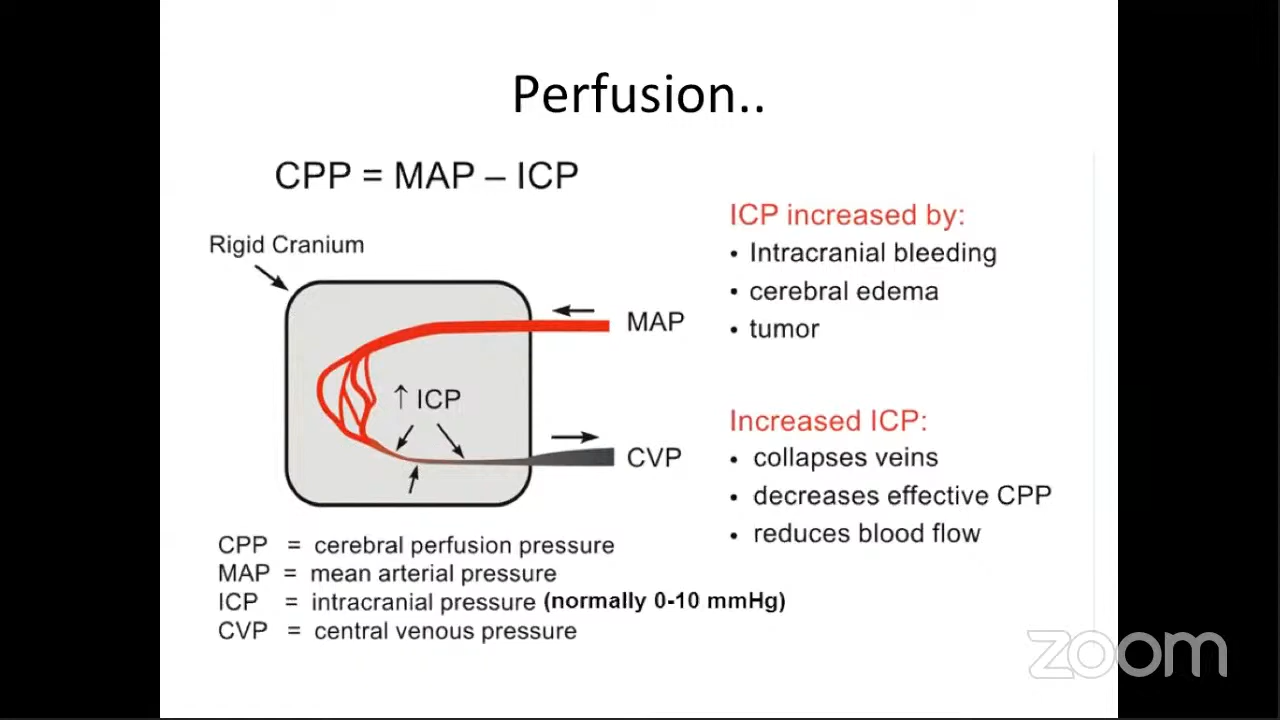 Perfusion..
CPP = MAP – ICP
Rigid Cranium
MAP
↑ ICP
CVP
ICP increased by:
• Intracranial bleeding
• cerebral edema
• tumor
Increased ICP:
• collapses veins
• decreases effective CPP
• reduces blood flow
CPP = cerebral perfusion pressure
MAP = mean arterial pressure
ICP = intracranial pressure (normally 0-10 mmHg)
CVP = central venous pressure
zoom